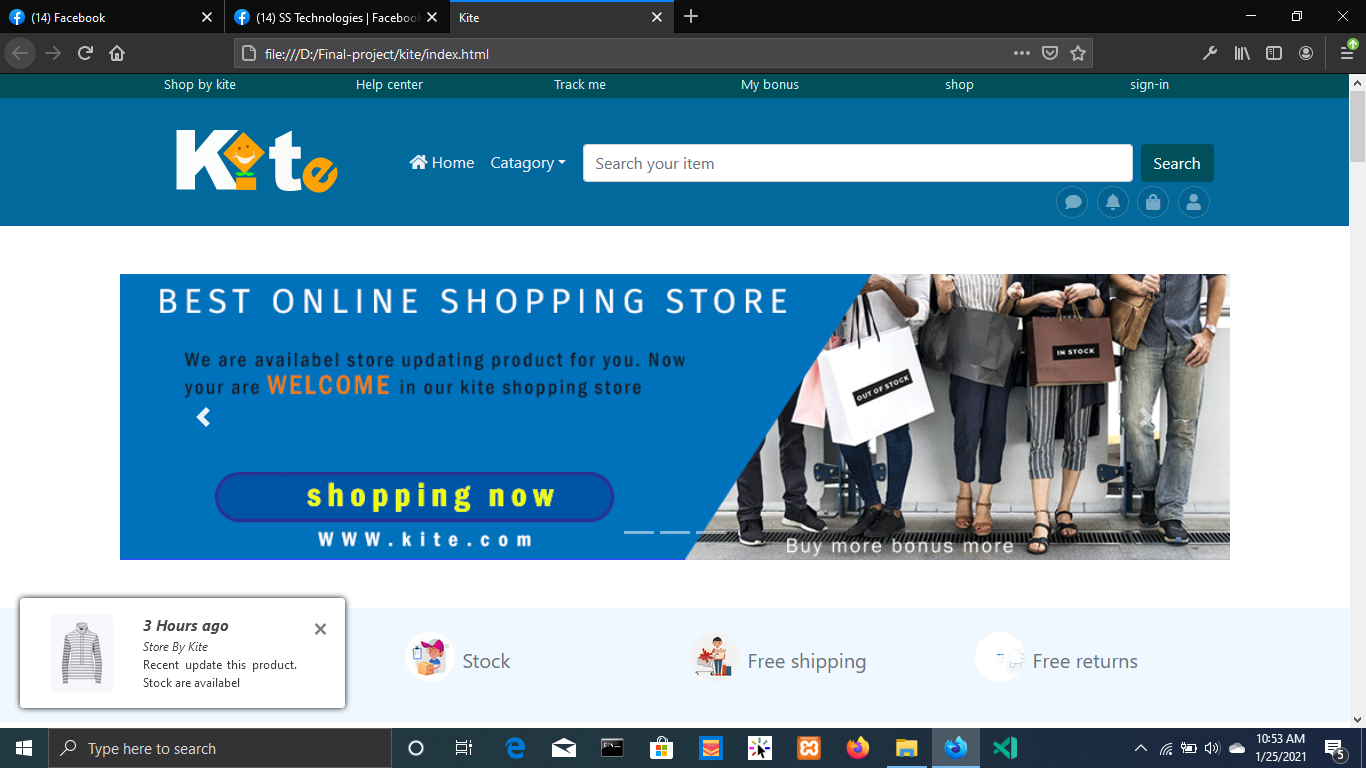 (14) Facebook
(14) SS Technologies | Facebook
Kite
file:///D:/Final-project/kite/index.html
Shop by kite
Help center
Track me
My bonus
shop
sign-in
Kite
Home
Catagory
Search your item
Search
BEST ONLINE SHOPPING STORE
We are availabel store updating product for you. Now
your are WELCOME in our kite shopping store
OUT OF STOCK
IN STOCK
shopping now
WWW.kite.com
Buy more bonus more
3 Hours ago
Store By Kite
Recent update this product.
Stock are availabel
Stock
Free shipping
Free returns
Type here to search
10:53 AM
1/25/2021
5